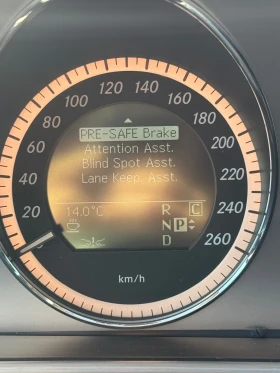 PRE-SAFE Brake
Attention Asst.
Blind Spot Asst.
Lane Keep. Asst.
14.0°C
R C
N P
D
20
40
60
80
100
120
140
160
180
200
220
240
260
km/h